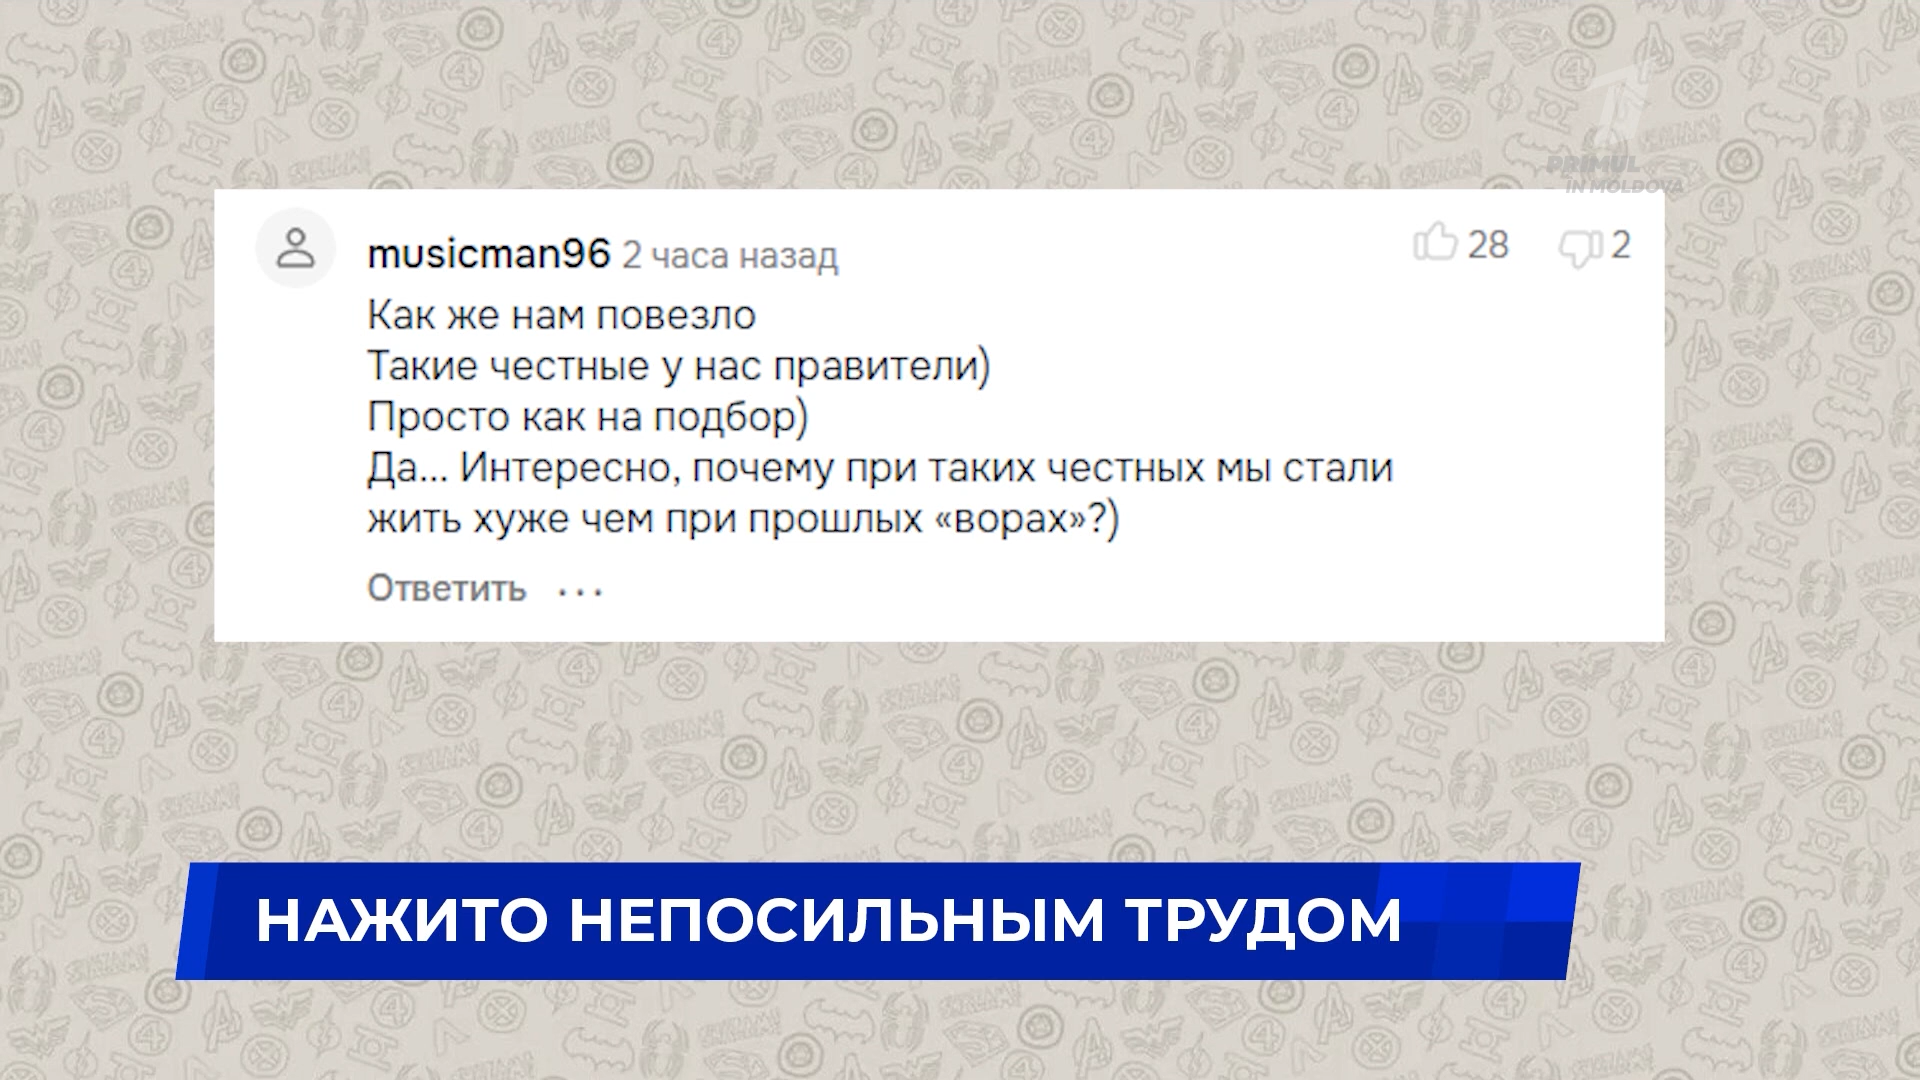 PRIMUL
ÎN MOLDOVA
musicman96 2 часа назад
28
2
Как же нам повезло
Такие честные у нас правители)
Просто как на подбор)
Да... Интересно, почему при таких честных мы стали
жить хуже чем при прошлых «ворах»?)
Ответить ...
НАЖИТО НЕПОСИЛЬНЫМ ТРУДОМ